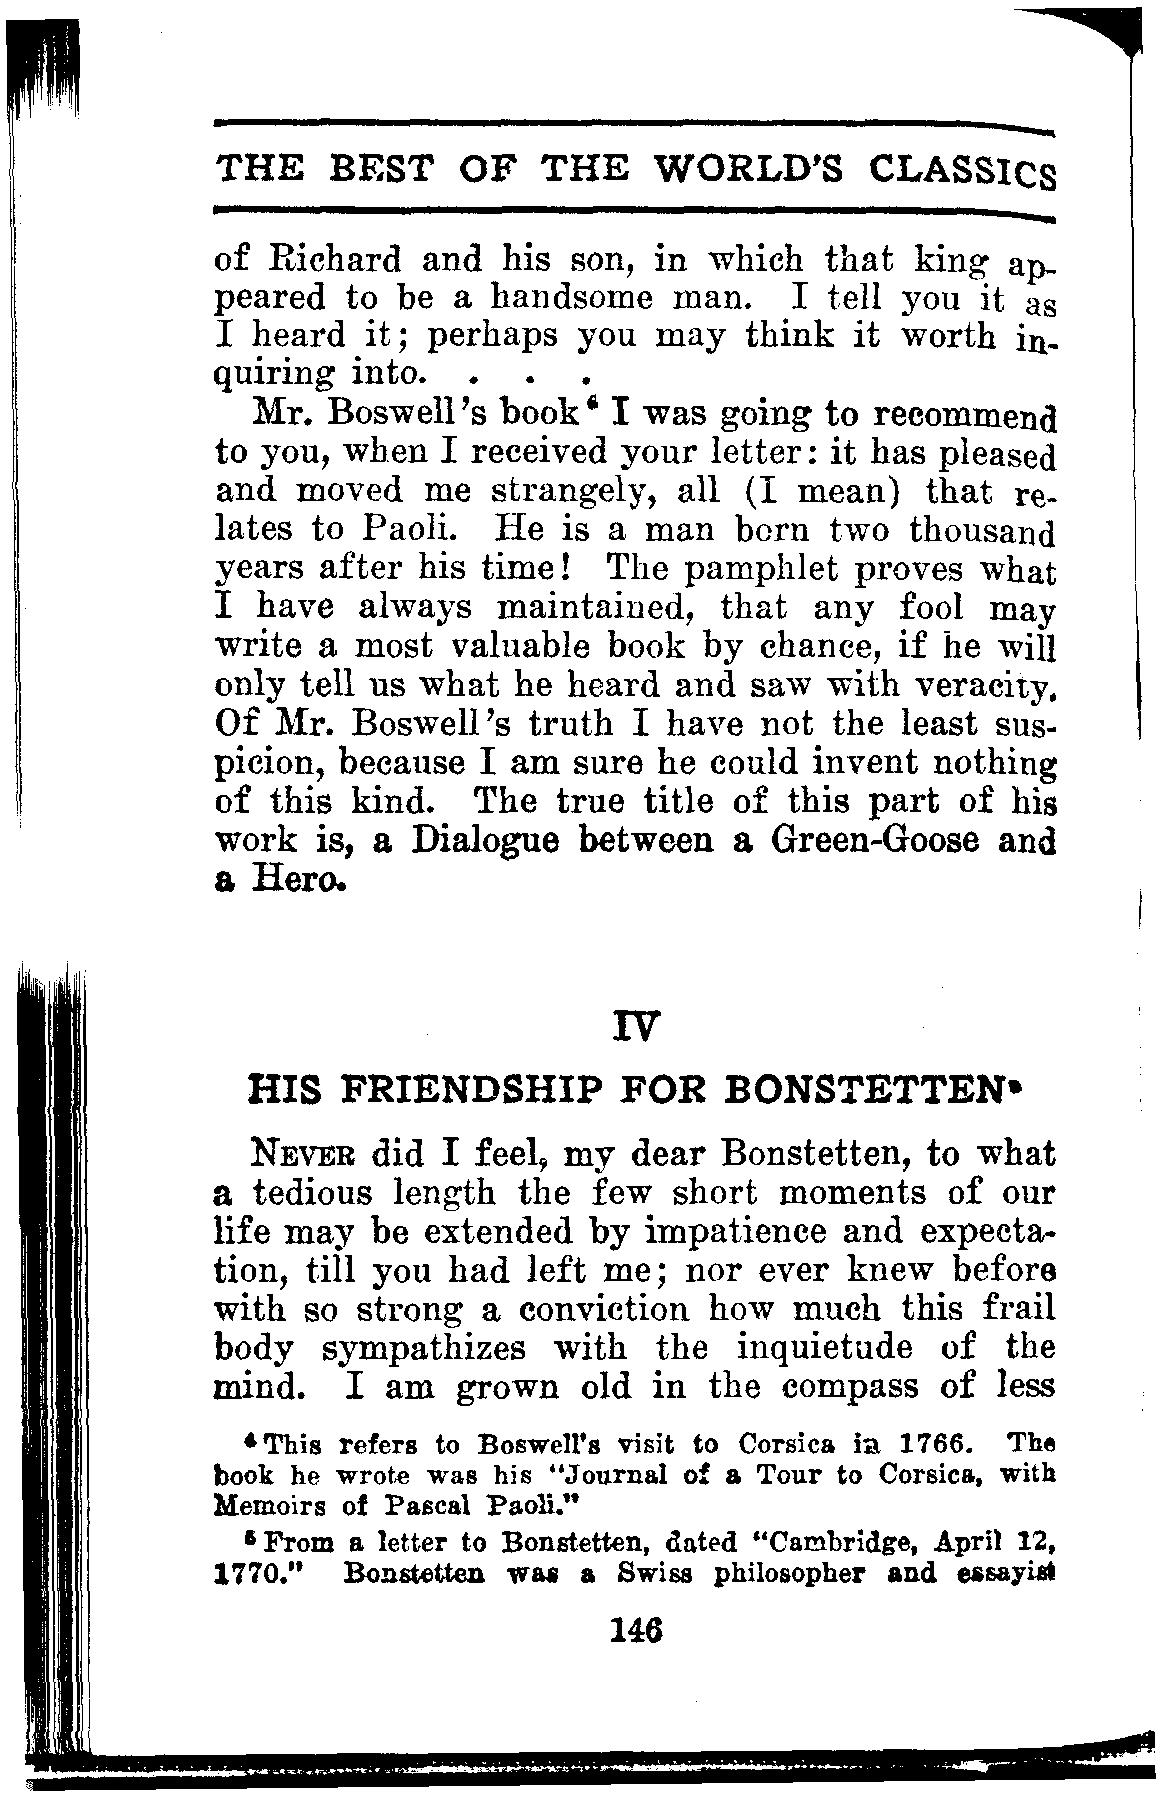 THE BEST OF THE WORLD'S CLASSICS
of Richard and his son, in which that king ap-
peared to be a handsome man. I tell you it as
I heard it; perhaps you may think it worth in-
quiring into. . . .
Mr. Boswell's book⁴ I was going to recommend
to you, when I received your letter: it has pleased
and moved me strangely, all (I mean) that re-
lates to Paoli. He is a man born two thousand
years after his time! The pamphlet proves what
I have always maintained, that any fool may
write a most valuable book by chance, if he will
only tell us what he heard and saw with veracity.
Of Mr. Boswell's truth I have not the least sus-
picion, because I am sure he could invent nothing
of this kind. The true title of this part of his
work is, a Dialogue between a Green-Goose and
a Hero.
IV
HIS FRIENDSHIP FOR BONSTETTEN⁵
NEVER did I feel, my dear Bonstetten, to what
a tedious length the few short moments of our
life may be extended by impatience and expecta-
tion, till you had left me; nor ever knew before
with so strong a conviction how much this frail
body sympathizes with the inquietude of the
mind. I am grown old in the compass of less
⁴ This refers to Boswell's visit to Corsica in 1766. The
book he wrote was his "Journal of a Tour to Corsica, with
Memoirs of Pascal Paoli."
⁵ From a letter to Bonstetten, dated "Cambridge, April 12,
1770." Bonstetten was a Swiss philosopher and essayist
146